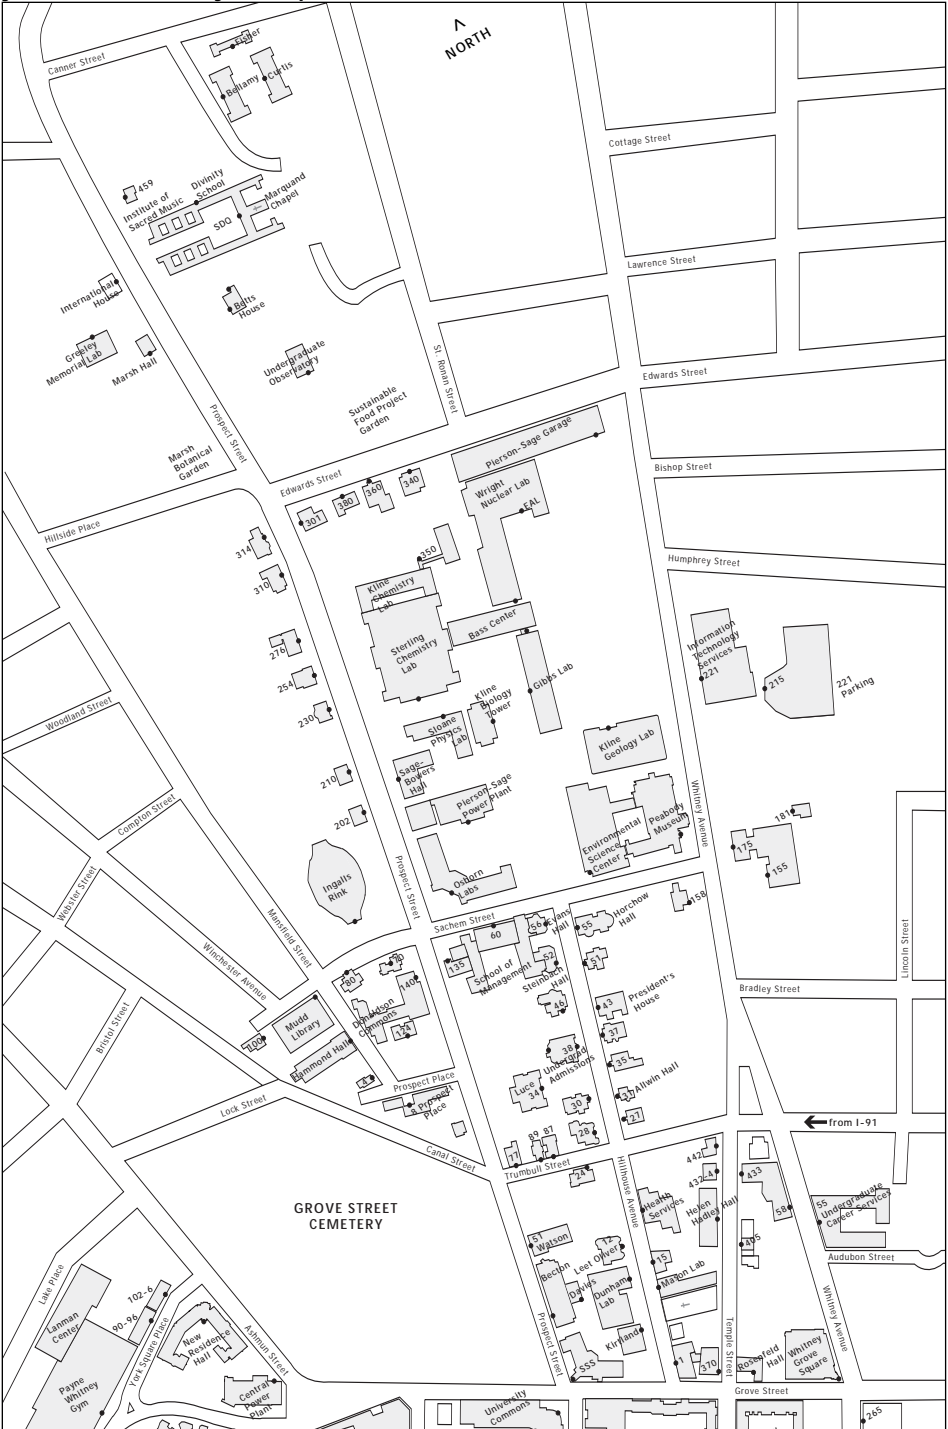 Canner Street
Fisher
Bellamy
Curtis
NORTH
Cottage Street
459
Institute of
Sacred Music
Divinity
School
SDQ
Marquand
Chapel
Lawrence Street
International
House
Betts
House
Greeley
Memorial Lab
Marsh Hall
Undergraduate
Observatory
Sustainable
Food Project
Garden
St. Ronan Street
Edwards Street
Prospect Street
Marsh
Botanical
Garden
Pierson-Sage Garage
Bishop Street
Edwards Street
301
380
360
340
Wright
Nuclear Lab
EAL
Hillside Place
314
350
Humphrey Street
310
Kline
Chemistry
Lab
Bass Center
Sterling
Chemistry
Lab
276
254
230
Information
Technology
Services
221
215
221
Parking
Gibbs Lab
Kline
Biology
Tower
Sloane
Physics
Lab
Woodland Street
Kline
Geology Lab
210
Sage-
Bowers
Hall
Pierson-Sage
Power Plant
202
Compton Street
Whitney Avenue
181
175
155
Environmental
Science
Center
Peabody
Museum
Ingalls
Rink
Prospect Street
Osborn
Labs
Webster Street
Mansfield Street
Winchester Avenue
Sachem Street
158
Horchow
Hall
55
56
Evans
Hall
60
135
School of
Management
52
51
Steinbach
Hall
46
Lincoln Street
Bradley Street
President's
House
43
37
70
80
140
Donaldson
Commons
124
Mudd
Library
100
Hammond Hall
Bristol Street
38
Undergrad
Admissions
35
Allwin Hall
31
27
Luce
34
30
28
Prospect Place
8 Prospect
Place
Lock Street
Canal Street
from I-91
77
89
87
Trumbull Street
24
Hillhouse Avenue
442
432-4
433
58
Health
Services
Helen
Hadley Hall
55
Undergraduate
Career Services
Audubon Street
GROVE STREET
CEMETERY
51
Watson
12
Leet Oliver
405
15
Mason Lab
Becton
Davies
Dunham
Lab
Kirtland
Whitney Avenue
Temple Street
Prospect Street
SSS
1
370
Rosenfeld
Hall
Whitney
Grove
Square
Lake Place
Lanman
Center
102-6
90-96
York Square Place
New
Residence
Hall
Ashmun Street
Payne
Whitney
Gym
Central
Power
Plant
University
Commons
Grove Street
265